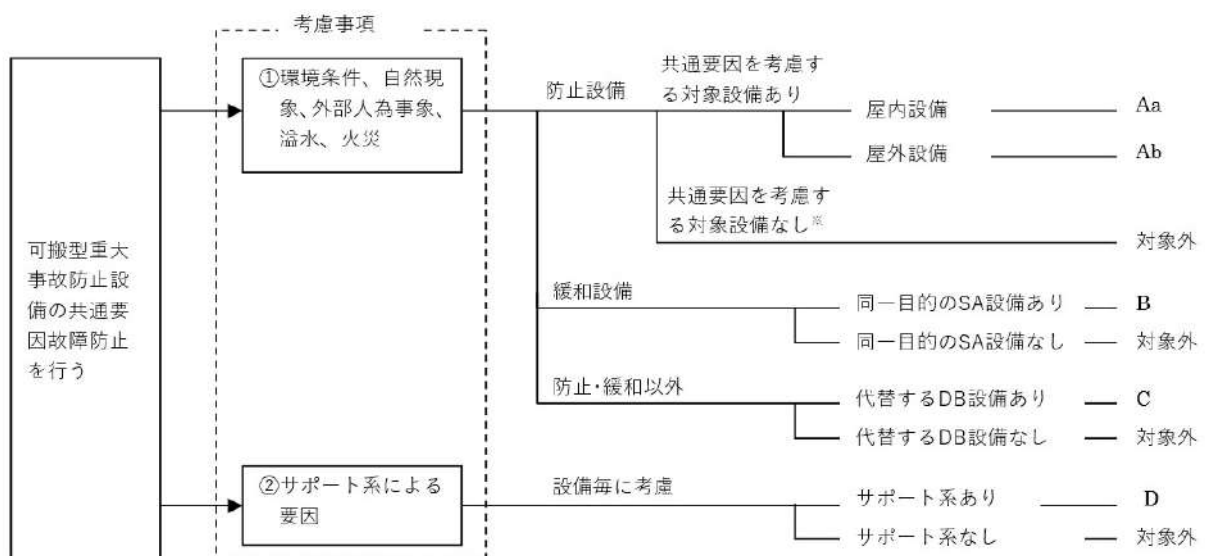 考慮事項
可搬型重大
事故防止設
備の共通要
因故障防止
を行う
①環境条件、自然現
象、外部人為事象、
溢水、火災
防止設備
共通要因を考慮す
る対象設備あり
屋内設備
Aa
屋外設備
Ab
共通要因を考慮す
る対象設備なし※
対象外
緩和設備
同一目的のSA設備あり
B
同一目的のSA設備なし
対象外
防止・緩和以外
代替するDB設備あり
C
代替するDB設備なし
対象外
②サポート系による
要因
設備毎に考慮
サポート系あり
D
サポート系なし
対象外